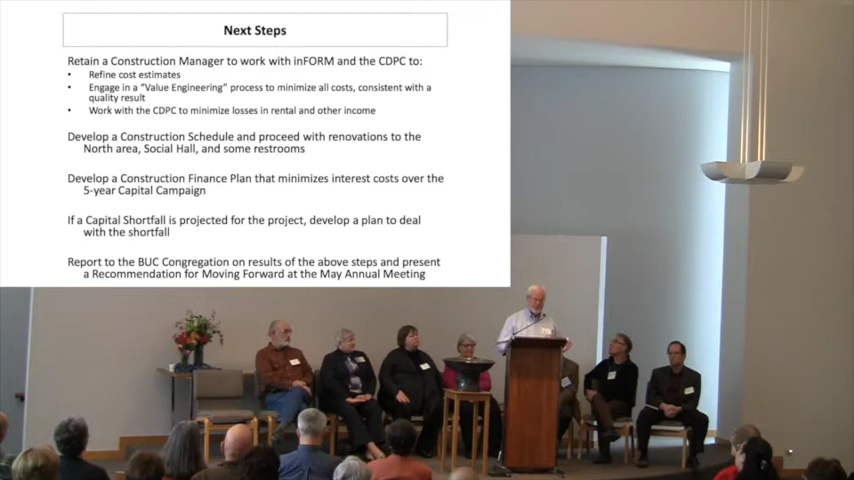 Next Steps
Retain a Construction Manager to work with inFORM and the CDPC to:
• Refine cost estimates
• Engage in a "Value Engineering" process to minimize all costs, consistent with a
quality result
• Work with the CDPC to minimize losses in rental and other income
Develop a Construction Schedule and proceed with renovations to the
North area, Social Hall, and some restrooms
Develop a Construction Finance Plan that minimizes interest costs over the
5-year Capital Campaign
If a Capital Shortfall is projected for the project, develop a plan to deal
with the shortfall
Report to the BUC Congregation on results of the above steps and present
a Recommendation for Moving Forward at the May Annual Meeting